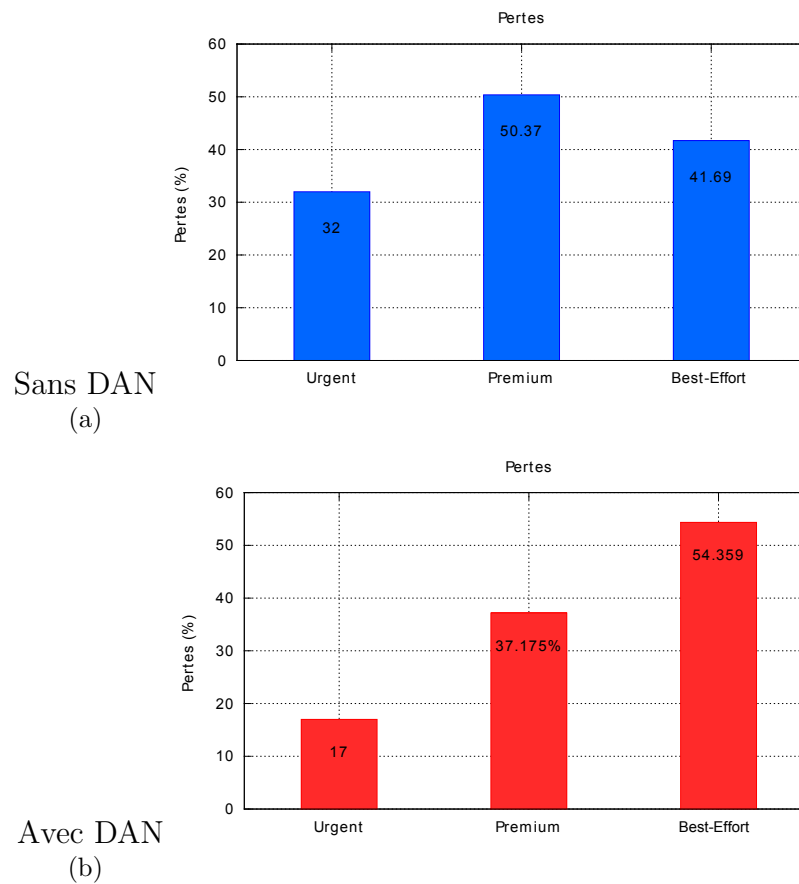 Pertes
60
50
40
30
20
10
0
Pertes (%)
50.37
41.69
32
Urgent Premium Best-Effort
Sans DAN
(a)
Pertes
60
50
40
30
20
10
0
Pertes (%)
54.359
37.175%
17
Urgent Premium Best-Effort
Avec DAN
(b)